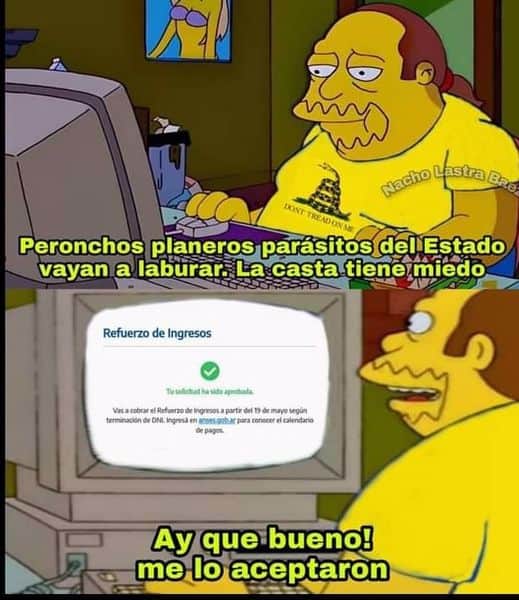 DONT TREAD ON ME
Nacho Lastra Bae
Peronchos planeros parásitos del Estado
vayan a laburar. La casta tiene miedo
Refuerzo de Ingresos
Tu solicitud ha sido aprobada.
Vas a cobrar el Refuerzo de Ingresos a partir del 19 de mayo según
terminación de DNI. Ingresá en anses.gob.ar para conocer el calendario
de pagos.
Ay que bueno!
me lo aceptaron